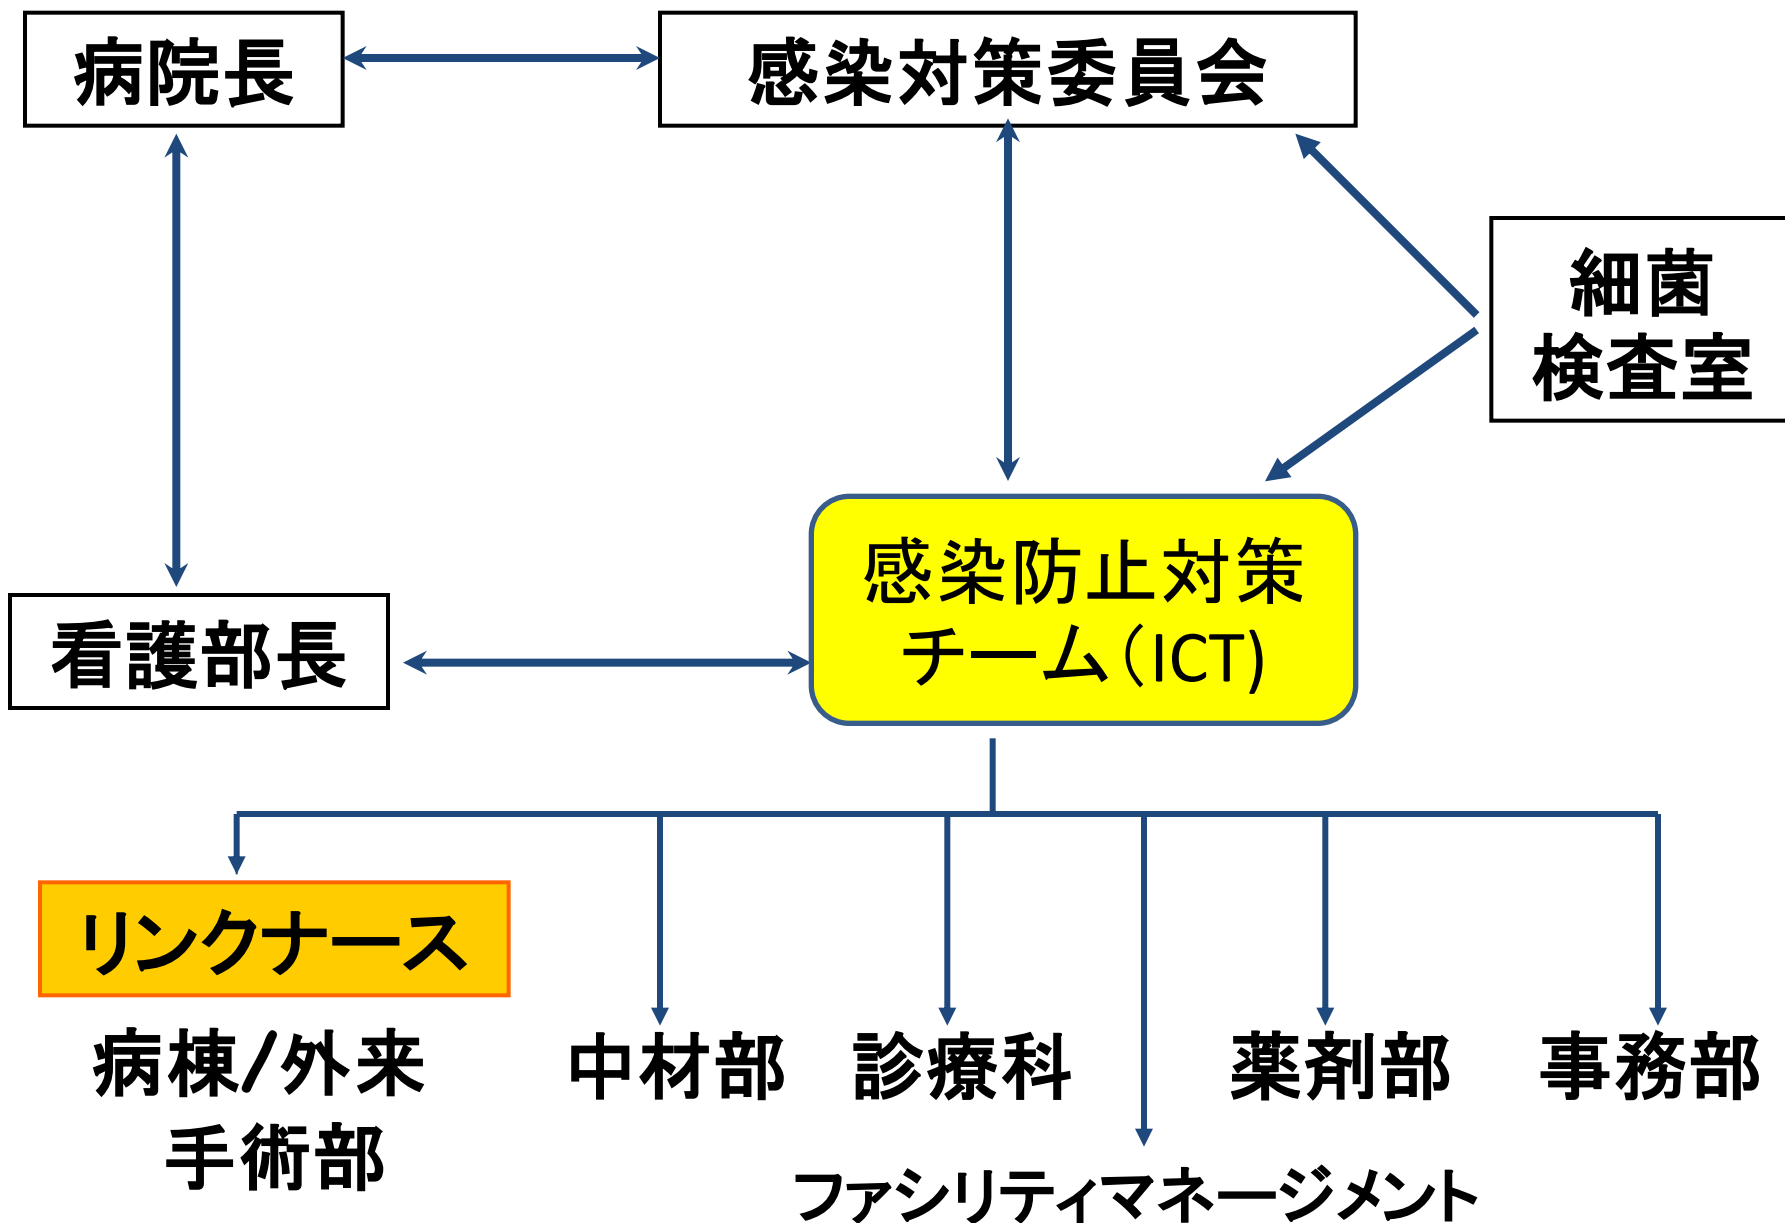 病院長
感染対策委員会
細菌
検査室
感染防止対策
チーム（ICT)
看護部長
リンクナース
病棟/外来
手術部
中材部
診療科
薬剤部
事務部
ファシリティマネージメント